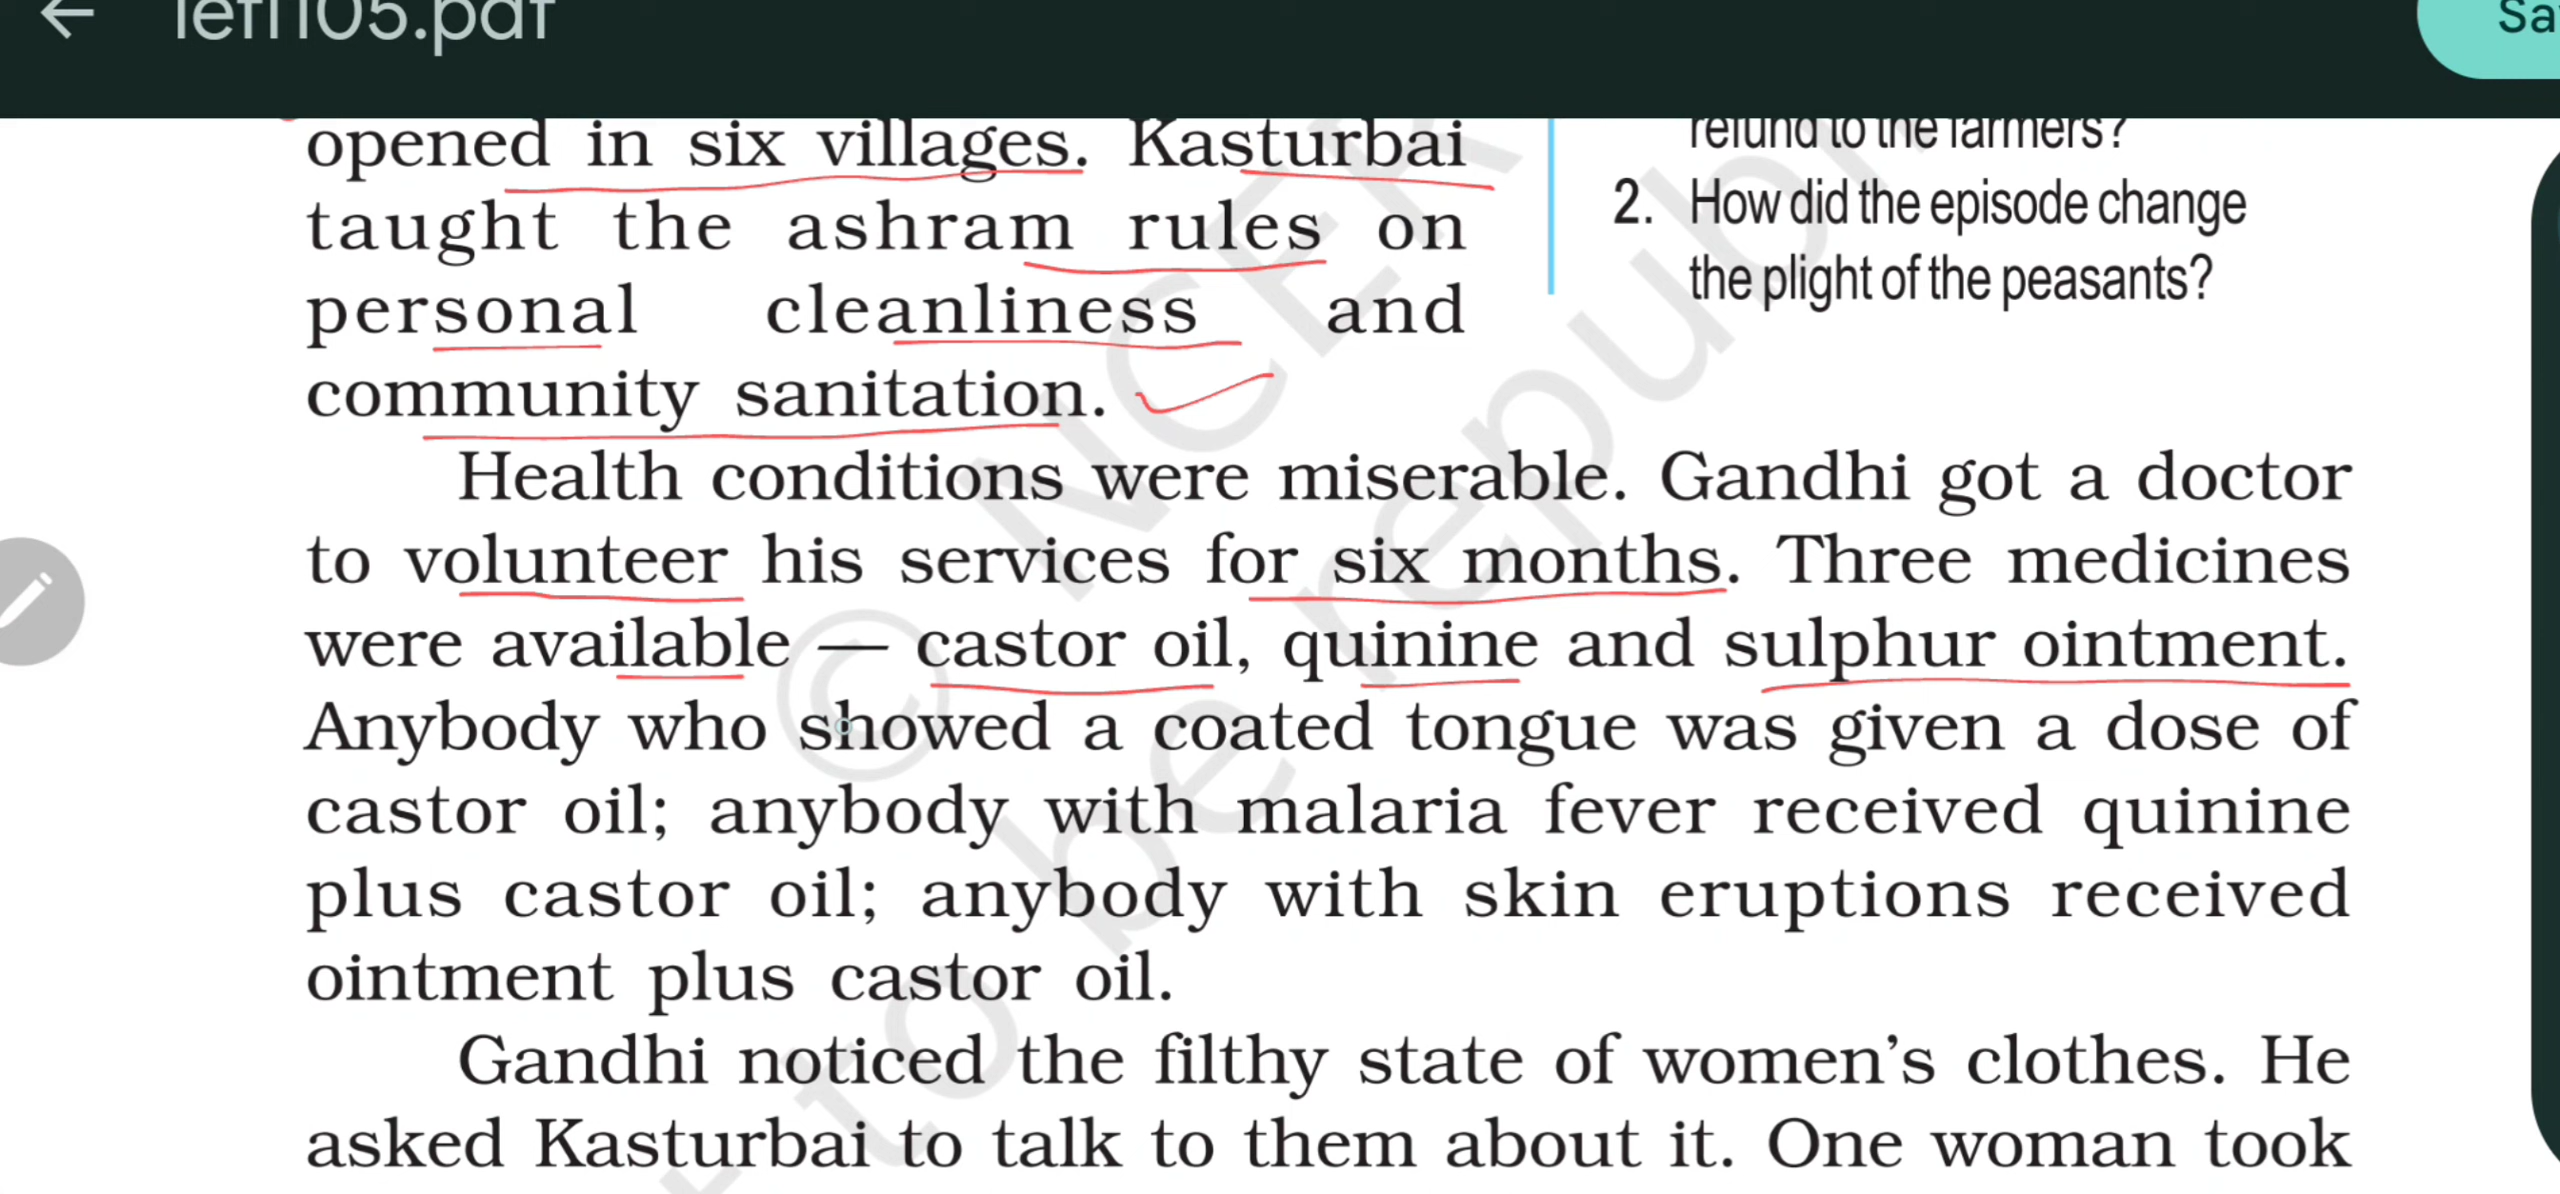 lefl105.pdf
Sa
opened in six villages. Kasturbai
taught the ashram rules on
personal cleanliness and
community sanitation.
refund to the farmers?
2. How did the episode change
the plight of the peasants?
Health conditions were miserable. Gandhi got a doctor
to volunteer his services for six months. Three medicines
were available — castor oil, quinine and sulphur ointment.
Anybody who showed a coated tongue was given a dose of
castor oil; anybody with malaria fever received quinine
plus castor oil; anybody with skin eruptions received
ointment plus castor oil.
Gandhi noticed the filthy state of women’s clothes. He
asked Kasturbai to talk to them about it. One woman took
© NCER
to be republ